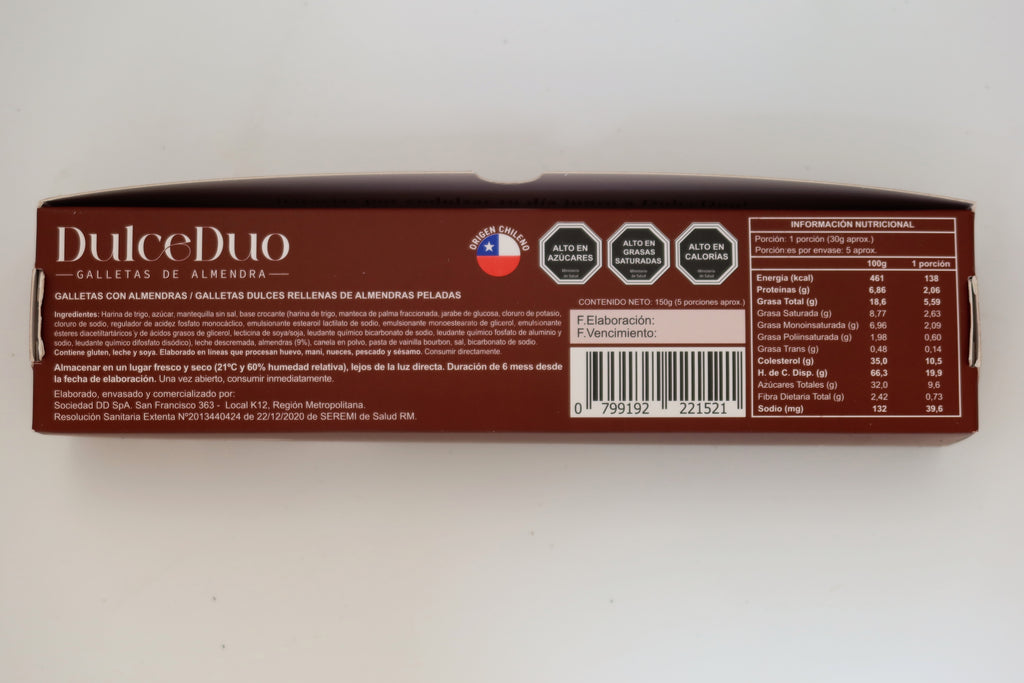 DulceDuo
GALLETAS DE ALMENDRA
GALLETAS CON ALMENDRAS / GALLETAS DULCES RELLENAS DE ALMENDRAS PELADAS
Ingredientes: Harina de trigo, azúcar, mantequilla sin sal, base crocante (harina de trigo, manteca de palma fraccionada, jarabe de glucosa, cloruro de potasio,
cloruro de sodio, regulador de acidez fosfato monocálcico, emulsionante estearoil lactilato de sodio, emulsionante monoestearato de glicerol, emulsionante
ésteres diacetiltartáricos y de ácidos grasos de glicerol, lecticina de soya/soja, leudante químico bicarbonato de sodio, leudante químico fosfato de aluminio y
sodio, leudante químico difosfato disódico), leche descremada, almendras (9%), canela en polvo, pasta de vainilla bourbon, sal, bicarbonato de sodio.
Contiene gluten, leche y soya. Elaborado en líneas que procesan huevo, maní, nueces, pescado y sésamo. Consumir directamente.
Almacenar en un lugar fresco y seco (21ºC y 60% humedad relativa), lejos de la luz directa. Duración de 6 mess desde
la fecha de elaboración. Una vez abierto, consumir inmediatamente.
Elaborado, envasado y comercializado por:
Sociedad DD SpA. San Francisco 363 - Local K12, Región Metropolitana.
Resolución Sanitaria Extenta Nº2013440424 de 22/12/2020 de SEREMI de Salud RM.
ORIGEN CHILENO
ALTO EN
AZÚCARES
Ministerio
de Salud
ALTO EN
GRASAS
SATURADAS
Ministerio
de Salud
ALTO EN
CALORÍAS
Ministerio
de Salud
CONTENIDO NETO: 150g (5 porciones aprox.)
F.Elaboración:
F.Vencimiento:
0 799192 221521
INFORMACIÓN NUTRICIONAL
Porción: 1 porción (30g aprox.)
Porción:es por envase: 5 aprox.
100g 1 porción
Energía (kcal) 461 138
Proteínas (g) 6,86 2,06
Grasa Total (g) 18,6 5,59
Grasa Saturada (g) 8,77 2,63
Grasa Monoinsaturada (g) 6,96 2,09
Grasa Poliinsaturada (g) 1,98 0,60
Grasa Trans (g) 0,48 0,14
Colesterol (g) 35,0 10,5
H. de C. Disp. (g) 66,3 19,9
Azúcares Totales (g) 32,0 9,6
Fibra Dietaria Total (g) 2,42 0,73
Sodio (mg) 132 39,6